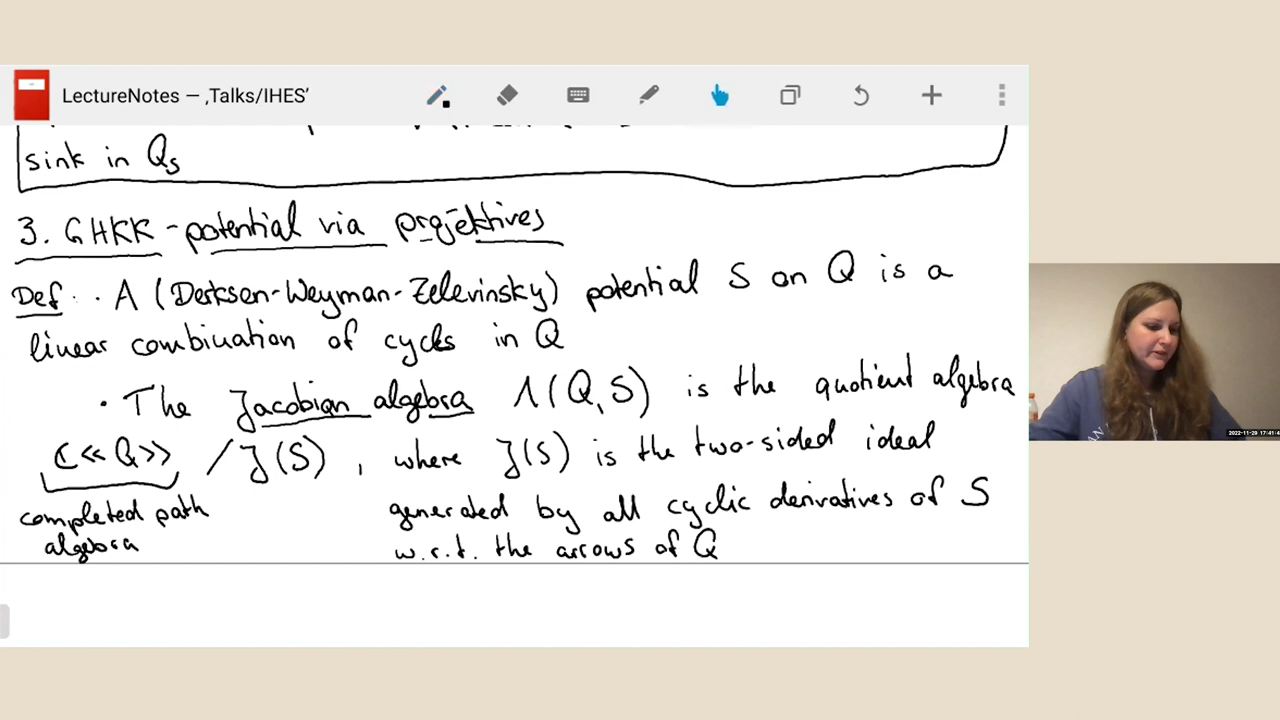 LectureNotes — ‚Talks/IHES'
sink in Qs
3. GHKK - potential via projektives
Def: · A (Derksen-Weyman-Zelevinsky) potential S on Q is a
linear combination of cycles in Q
· The Jacobian algebra Λ(Q,S) is the quotient algebra
C<<Q>> / J(S), where J(S) is the two-sided ideal
completed path generated by all cyclic derivatives of S
algebra w.r.t. the arrows of Q